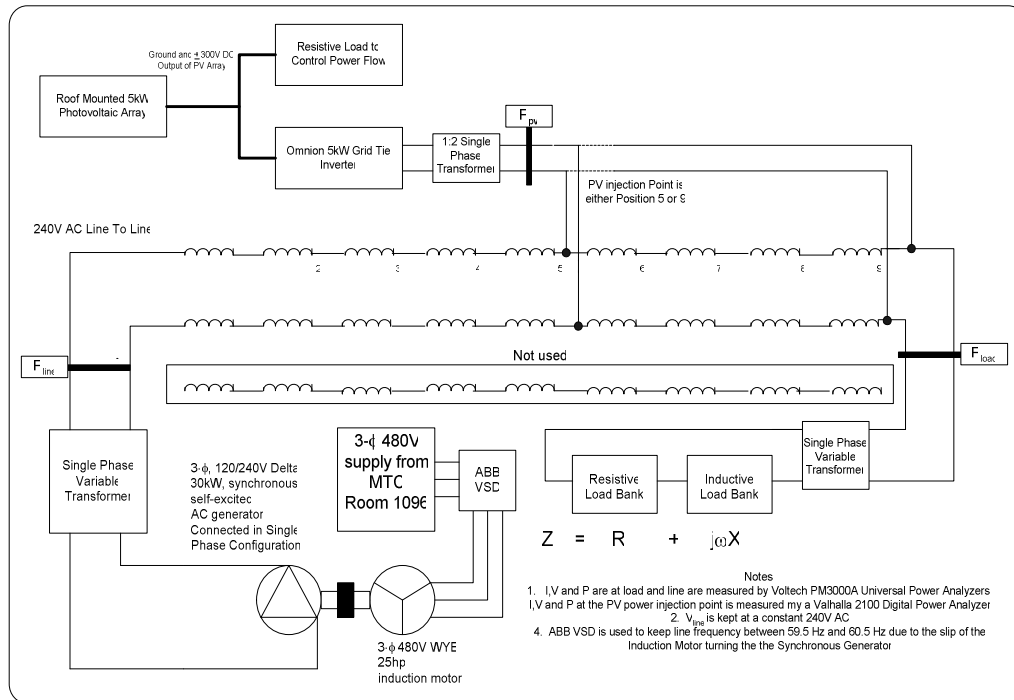 Ground and ±300V DC
Output of PV Array
Resistive Load to
Control Power Flow
Roof Mounted 5kW
Photovoltaic Array
Omnion 5kW Grid Tie
Inverter
1:2 Single
Phase
Transformer
Fpv
PV injection Point is
either Position 5 or 9
240V AC Line To Line
2 3 4 5 6 7 8 9
Fline
Not used
Fload
Single Phase
Variable
Transformer
3-ϕ, 120/240V Delta
30kW, synchronous
self-excited
AC generator
Connected in Single
Phase Configuration
3-ϕ 480V
supply from
MTC
Room 1096
ABB
VSD
Resistive
Load Bank
Inductive
Load Bank
Single Phase
Variable
Transformer
Z = R + jωX
3-ϕ 480V WYE
25hp
induction motor
Notes
1. I,V and P are at load and line are measured by Voltech PM3000A Universal Power Analyzers
I,V and P at the PV power injection point is measured my a Valhalla 2100 Digital Power Analyzer
2. Vline is kept at a constant 240V AC
4. ABB VSD is used to keep line frequency between 59.5 Hz and 60.5 Hz due to the slip of the
Induction Motor turning the the Synchronous Generator